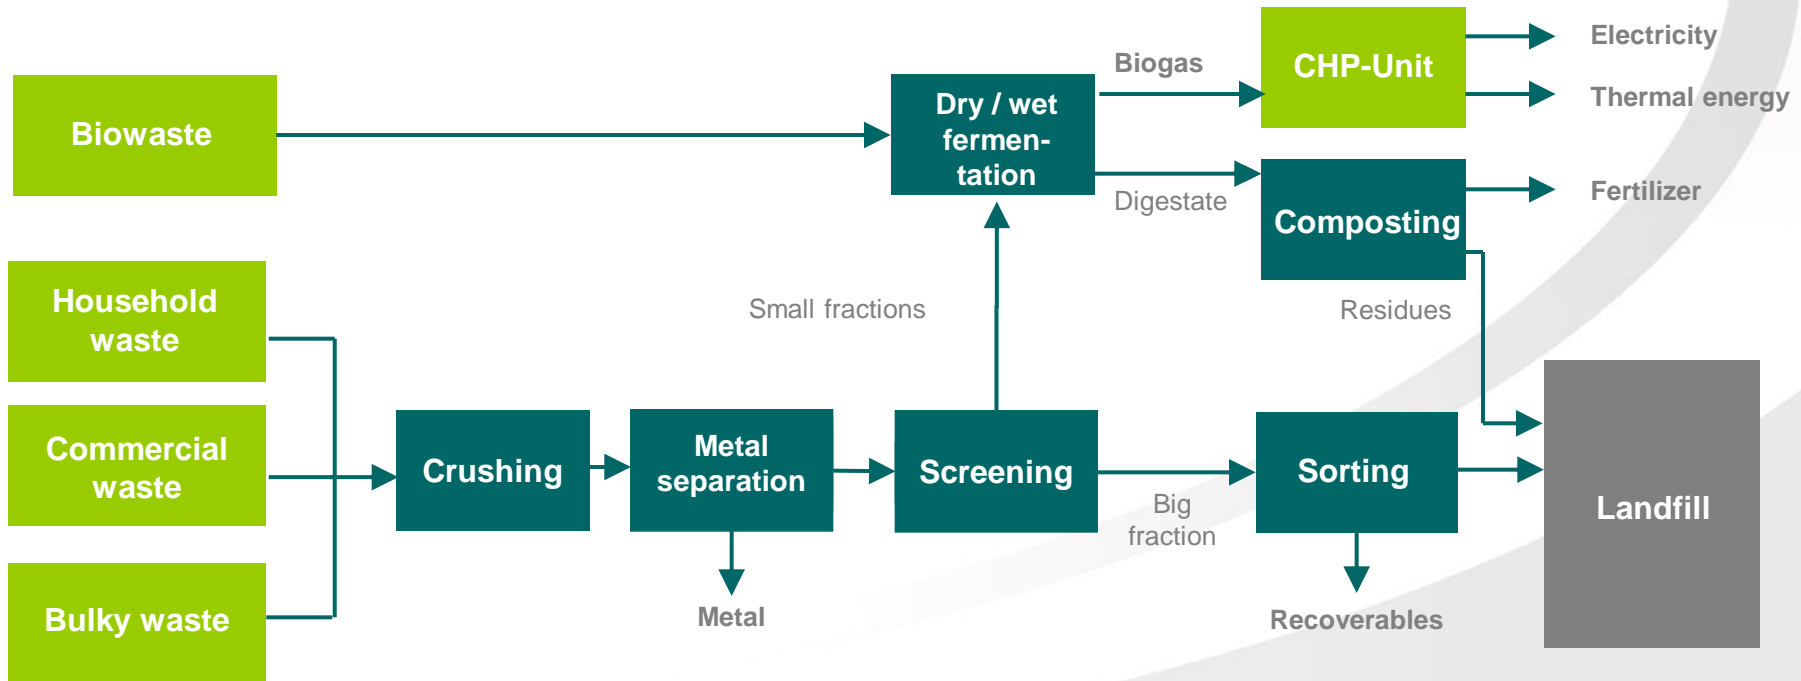 Biowaste
Household
waste
Commercial
waste
Bulky waste
Crushing
Metal
separation
Metal
Screening
Small fractions
Dry / wet
fermen-
tation
Biogas
Digestate
CHP-Unit
Electricity
Thermal energy
Composting
Fertilizer
Residues
Big
fraction
Sorting
Recoverables
Landfill